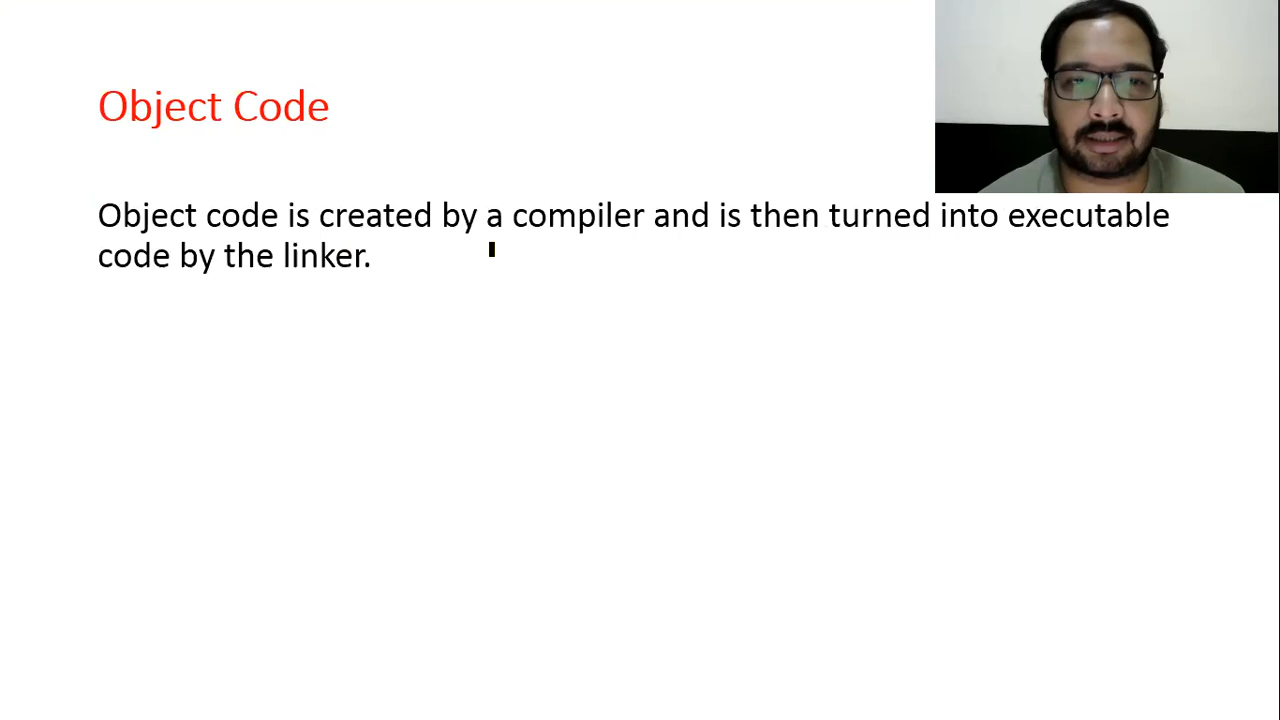 Object Code
Object code is created by a compiler and is then turned into executable
code by the linker.